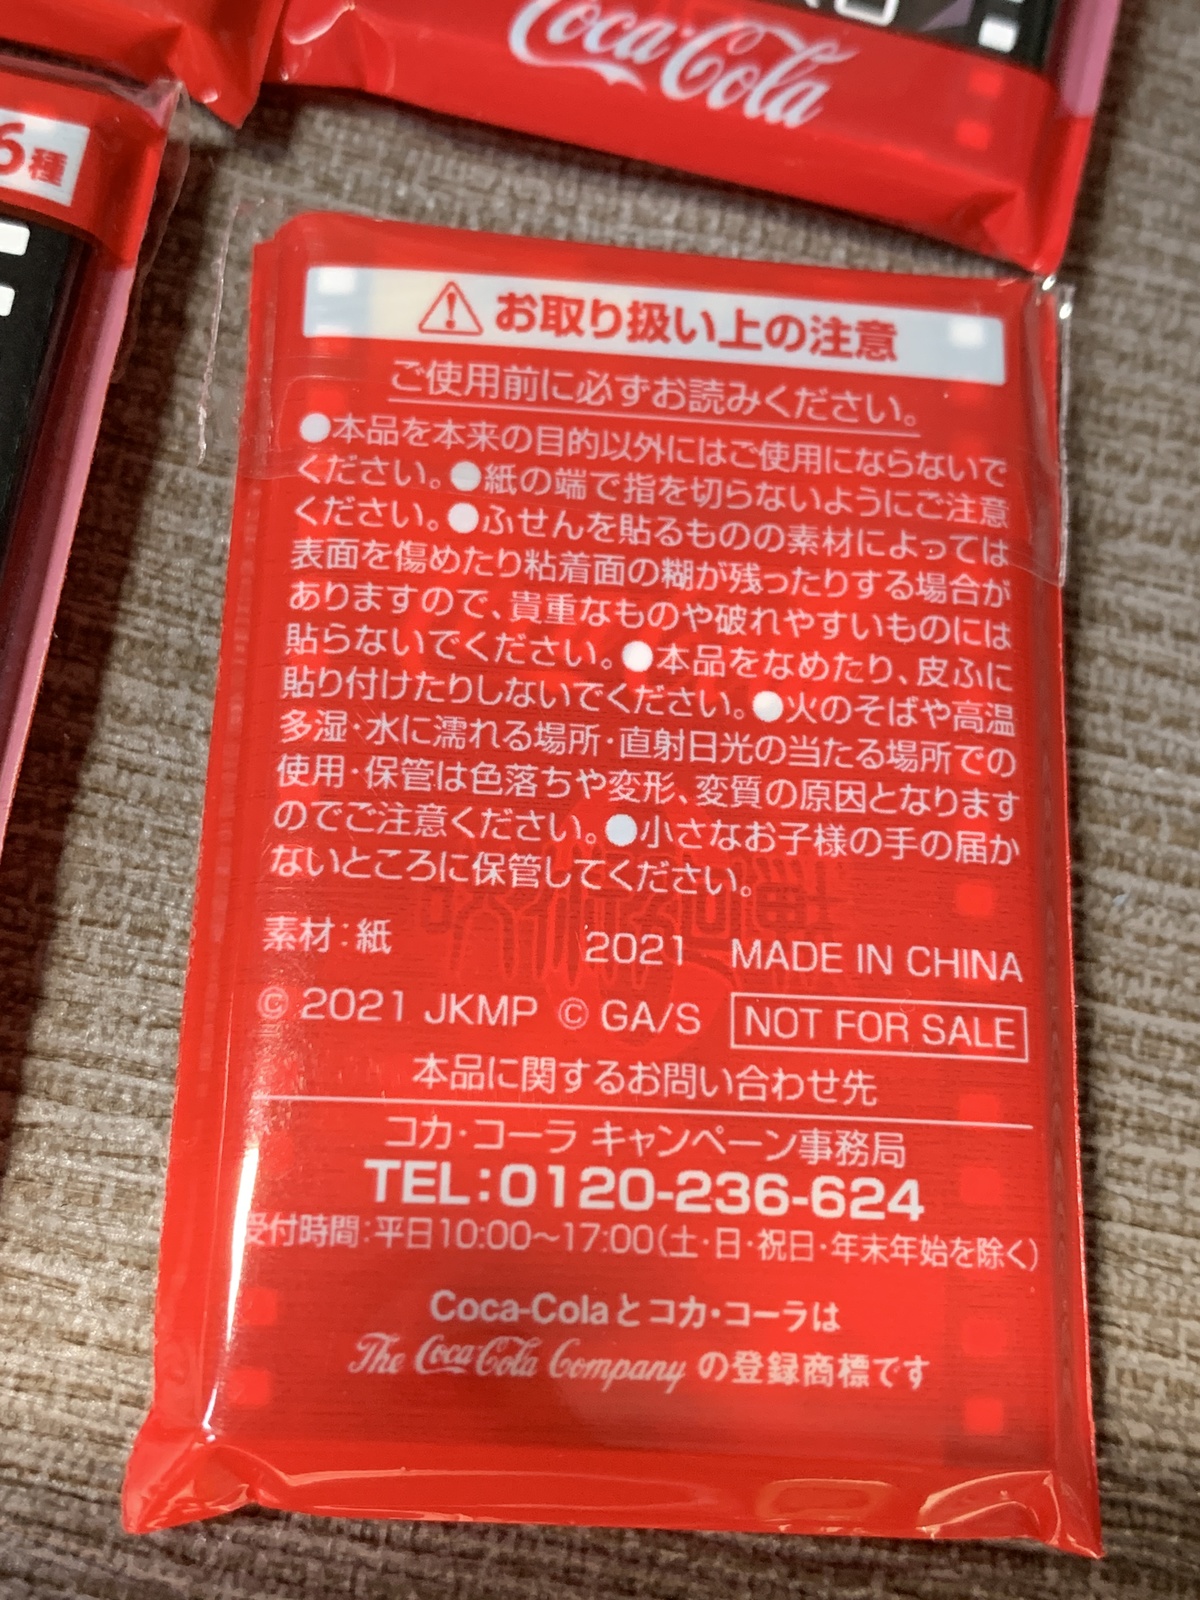 Coca-Cola
6種
お取り扱い上の注意
ご使用前に必ずお読みください。
●本品を本来の目的以外にはご使用にならないで
ください。●紙の端で指を切らないようにご注意
ください。●ふせんを貼るものの素材によっては
表面を傷めたり粘着面の糊が残ったりする場合が
ありますので、貴重なものや破れやすいものには
貼らないでください。●本品をなめたり、皮ふに
貼り付けたりしないでください。●火のそばや高温
多湿・水に濡れる場所・直射日光の当たる場所での
使用・保管は色落ちや変形、変質の原因となります
のでご注意ください。●小さなお子様の手の届か
ないところに保管してください。
呪術廻戦
素材：紙 2021 MADE IN CHINA
© 2021 JKMP © GA/S NOT FOR SALE
本品に関するお問い合わせ先
コカ・コーラ キャンペーン事務局
TEL：0120-236-624
受付時間：平日10:00〜17:00（土・日・祝日・年末年始を除く）
Coca-Colaとコカ・コーラは
The Coca-Cola Company の登録商標です